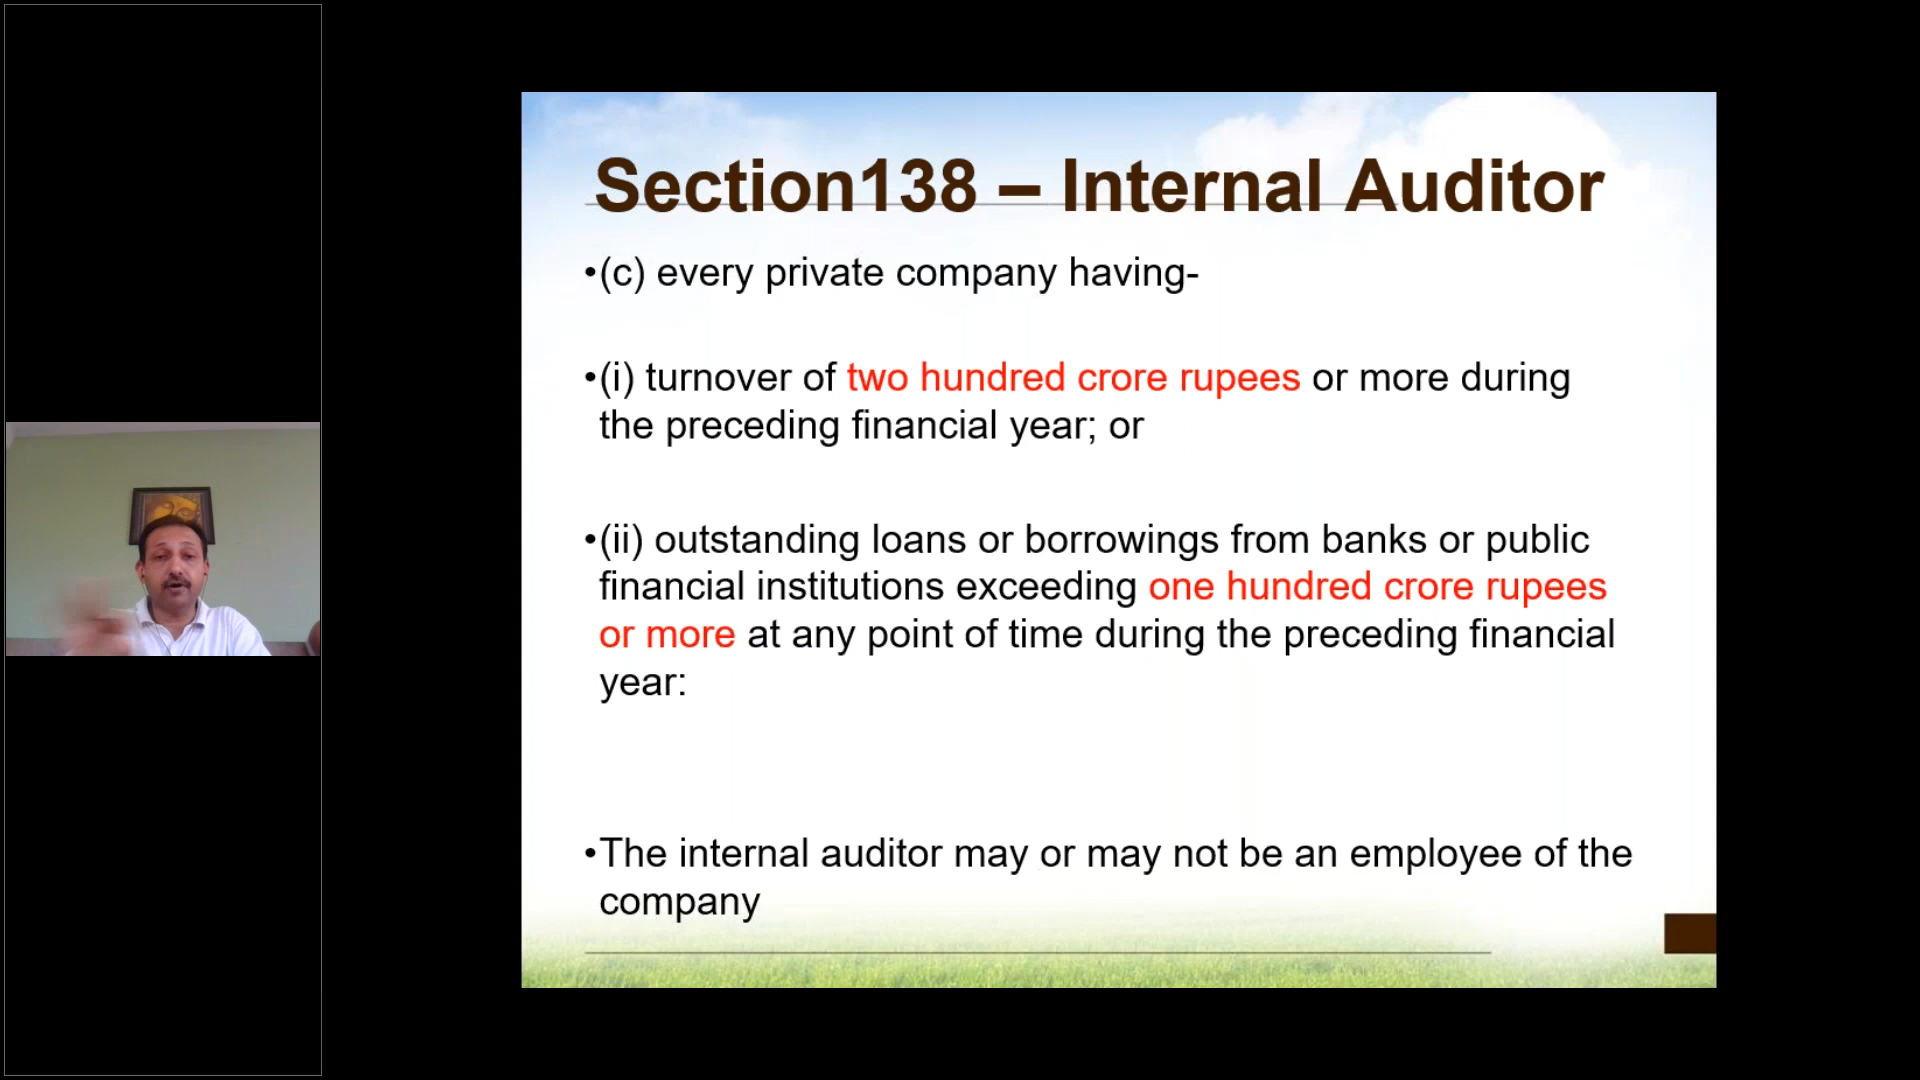 Section138 – Internal Auditor
•(c) every private company having-
•(i) turnover of two hundred crore rupees or more during
the preceding financial year; or
•(ii) outstanding loans or borrowings from banks or public
financial institutions exceeding one hundred crore rupees
or more at any point of time during the preceding financial
year:
•The internal auditor may or may not be an employee of the
company